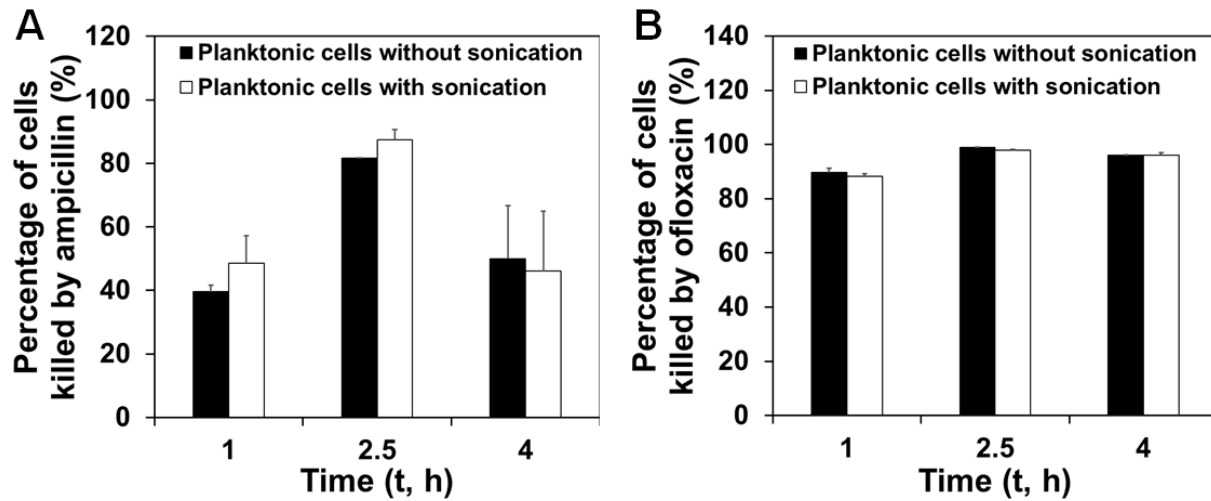 A
Percentage of cells
killed by ampicillin (%)
120
100
80
60
40
20
0
Planktonic cells without sonication
Planktonic cells with sonication
1 2.5 4
Time (t, h)
B
Percentage of cells
killed by ofloxacin (%)
140
120
100
80
60
40
20
0
Planktonic cells without sonication
Planktonic cells with sonication
1 2.5 4
Time (t, h)